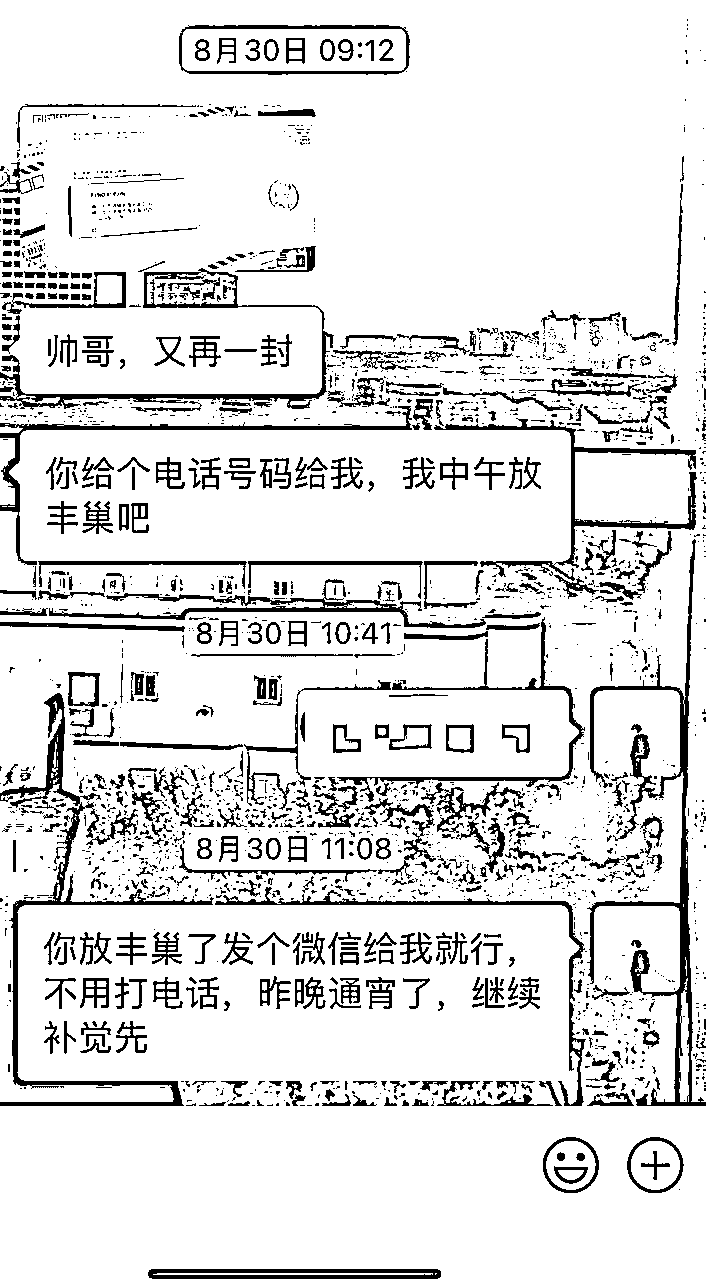 8月30日 09:12
帅哥，又再一封
你给个电话号码给我，我中午放
丰巢吧
8月30日 10:41
8月30日 11:08
你放丰巢了发个微信给我就行，
不用打电话，昨晚通宵了，继续
补觉先